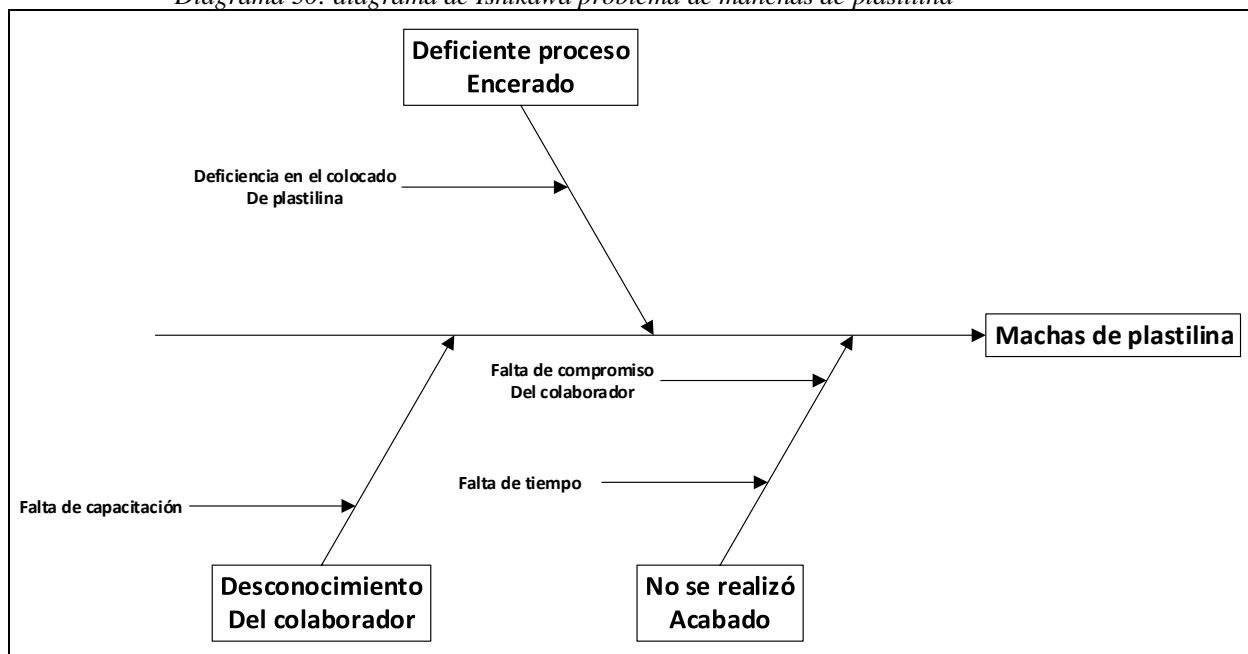 Diagrama 30: diagrama de Ishikawa problema de manchas de plastilina
Deficiente proceso
Encerado
Deficiencia en el colocado
De plastilina
Machas de plastilina
Falta de compromiso
Del colaborador
Falta de tiempo
Falta de capacitación
Desconocimiento
Del colaborador
No se realizó
Acabado